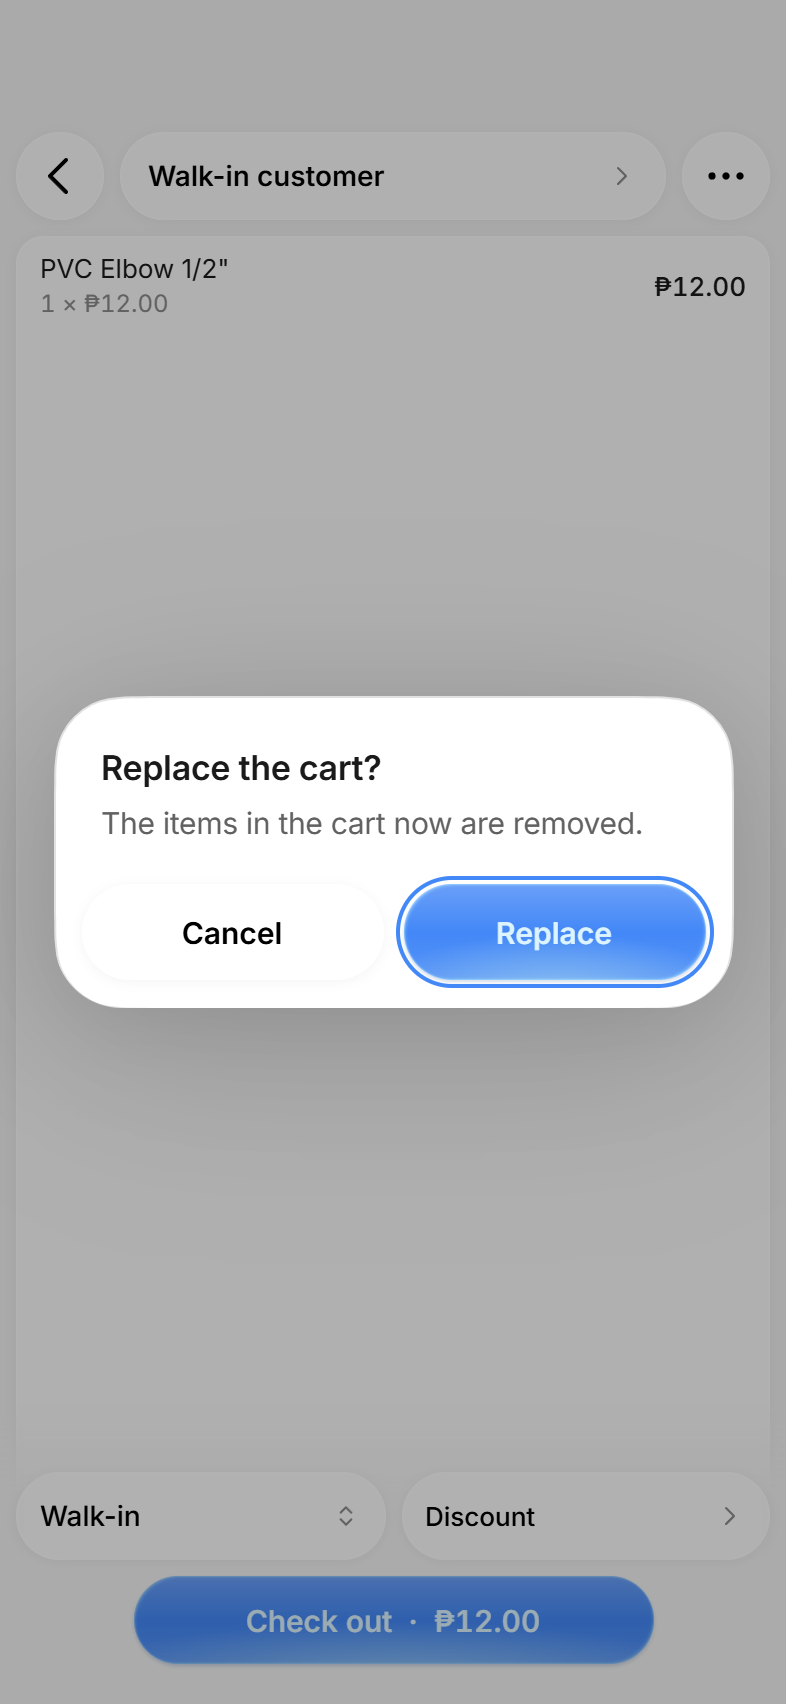 Walk-in customer
PVC Elbow 1/2"
1 × ₱12.00
₱12.00
Replace the cart?
The items in the cart now are removed.
Cancel
Replace
Walk-in
Discount
Check out · ₱12.00